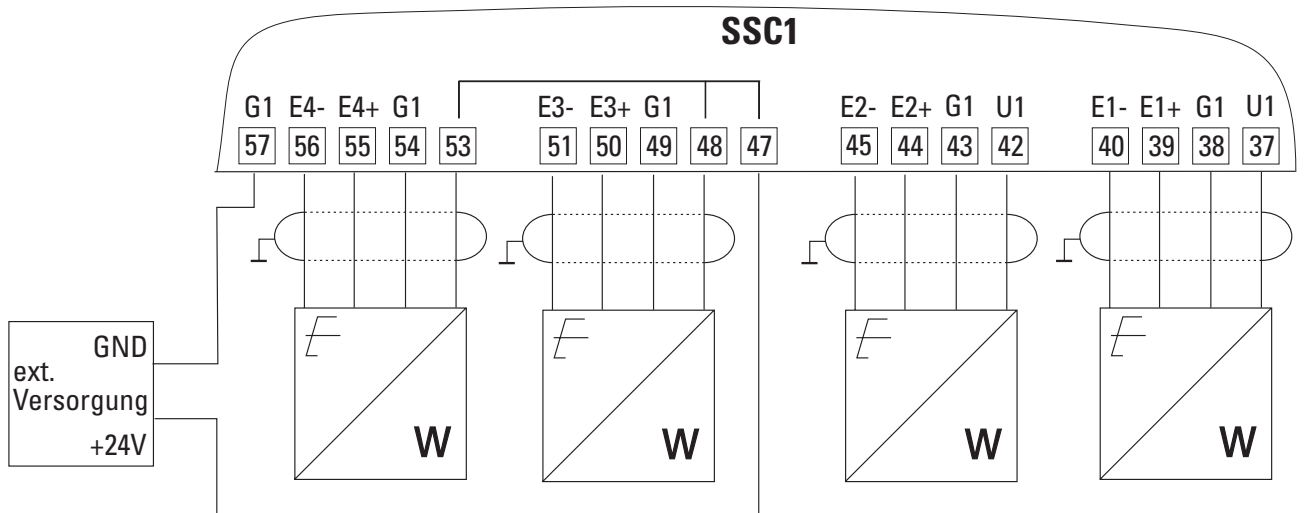 SSC1
G1 E4- E4+ G1 E3- E3+ G1 E2- E2+ G1 U1 E1- E1+ G1 U1
57 56 55 54 53 51 50 49 48 47 45 44 43 42 40 39 38 37
GND
ext.
Versorgung
+24V
W W W W